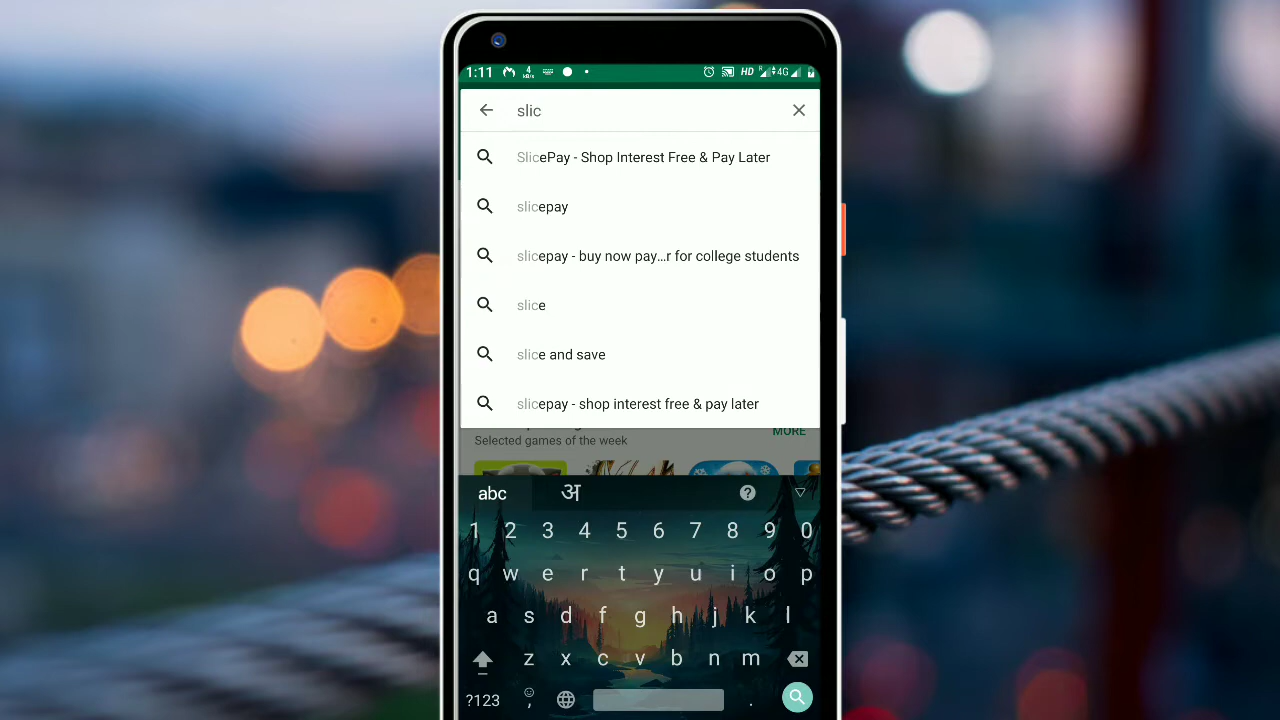 1:11 4 KB/s HD R 4G
slic
SlicePay - Shop Interest Free & Pay Later
slicepay
slicepay - buy now pay...r for college students
slice
slice and save
slicepay - shop interest free & pay later
Selected games of the week MORE
abc अ ?
1 2 3 4 5 6 7 8 9 0
q w e r t y u i o p
a s d f g h j k l
z x c v b n m
?123 , .